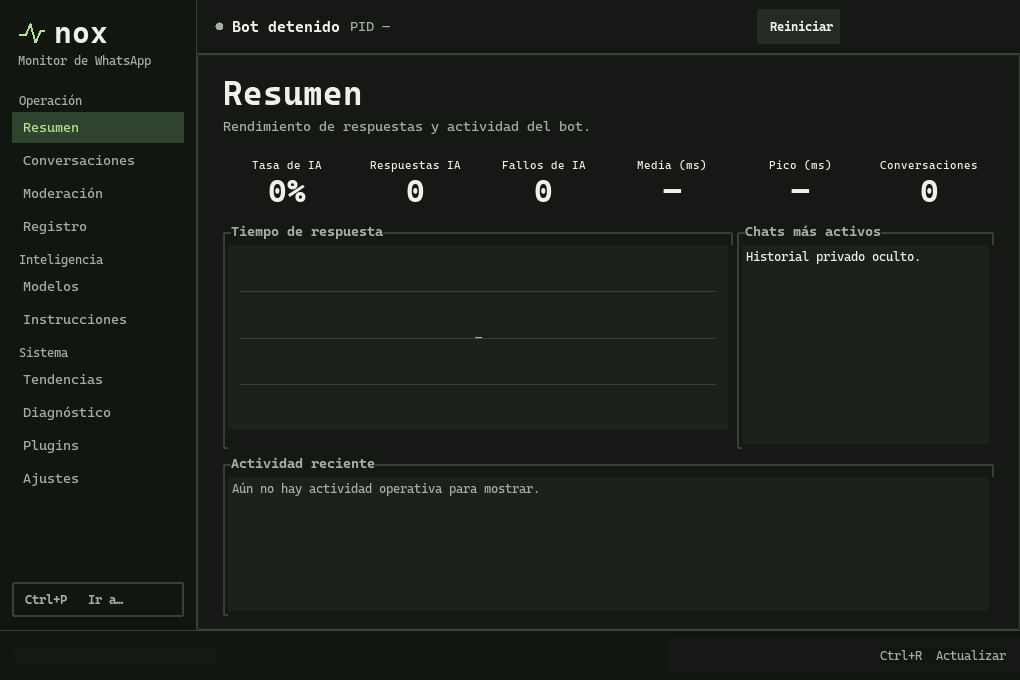 nox
Monitor de WhatsApp
Operación
Resumen
Conversaciones
Moderación
Registro
Inteligencia
Modelos
Instrucciones
Sistema
Tendencias
Diagnóstico
Plugins
Ajustes
Ctrl+P Ir a…
Bot detenido PID —
Reiniciar
Resumen
Rendimiento de respuestas y actividad del bot.
Tasa de IA Respuestas IA Fallos de IA Media (ms) Pico (ms) Conversaciones
0% 0 0 — — 0
Tiempo de respuesta
—
Chats más activos
Historial privado oculto.
Actividad reciente
Aún no hay actividad operativa para mostrar.
Ctrl+R Actualizar